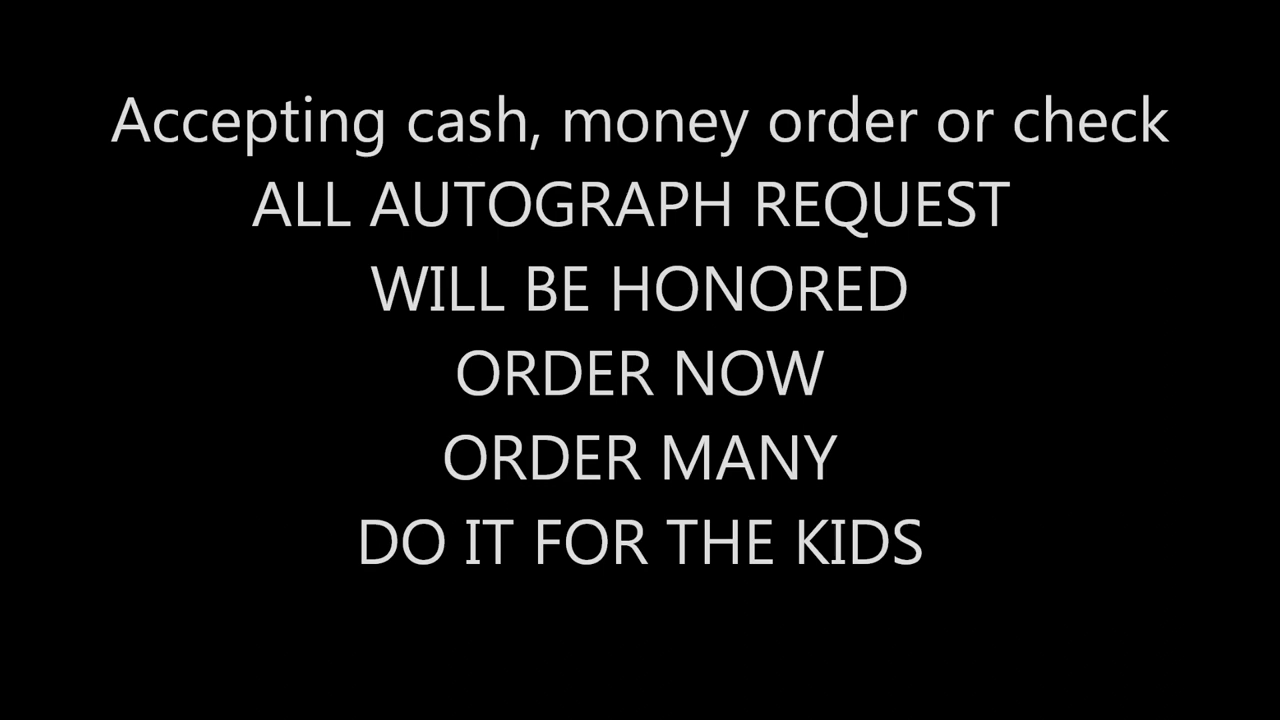 Accepting cash, money order or check
ALL AUTOGRAPH REQUEST
WILL BE HONORED
ORDER NOW
ORDER MANY
DO IT FOR THE KIDS